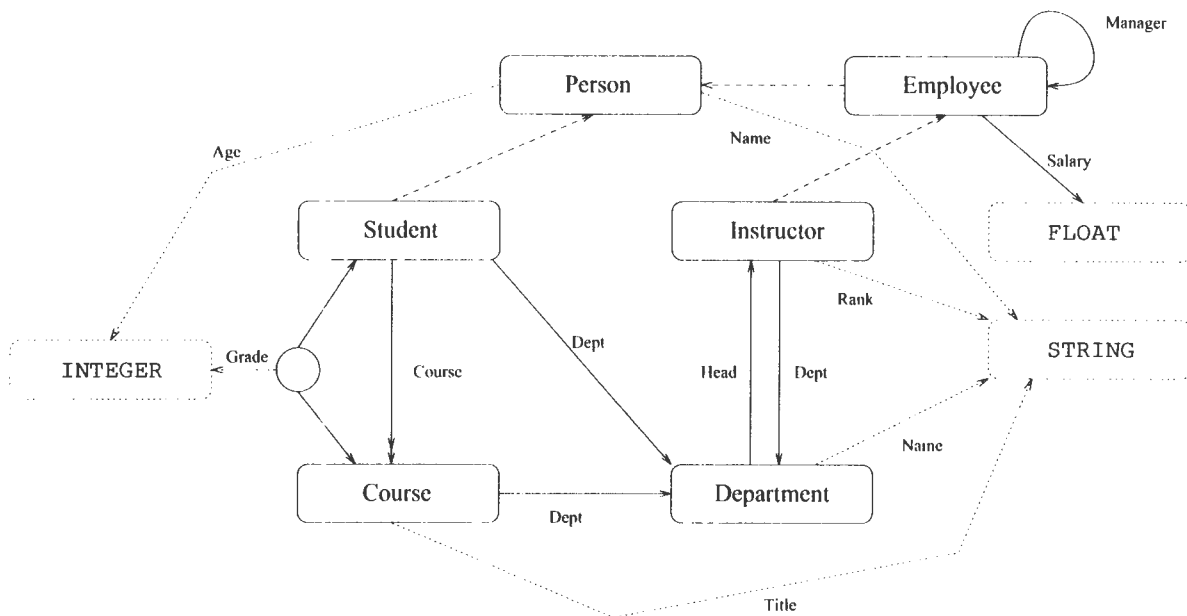 Manager
Person
Employee
Age
Name
Salary
Student
Instructor
FLOAT
Rank
Grade
Dept
INTEGER
Course
Head
Dept
STRING
Name
Course
Department
Dept
Title